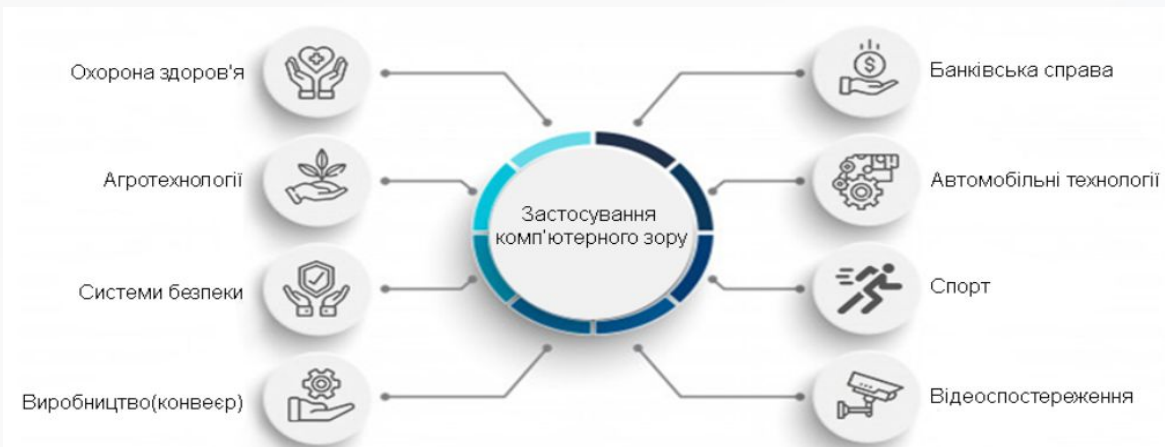 Охорона здоров'я
Агротехнології
Системи безпеки
Виробництво(конвеєр)
Застосування
комп'ютерного зору
Банківська справа
Автомобільні технології
Спорт
Відеоспостереження